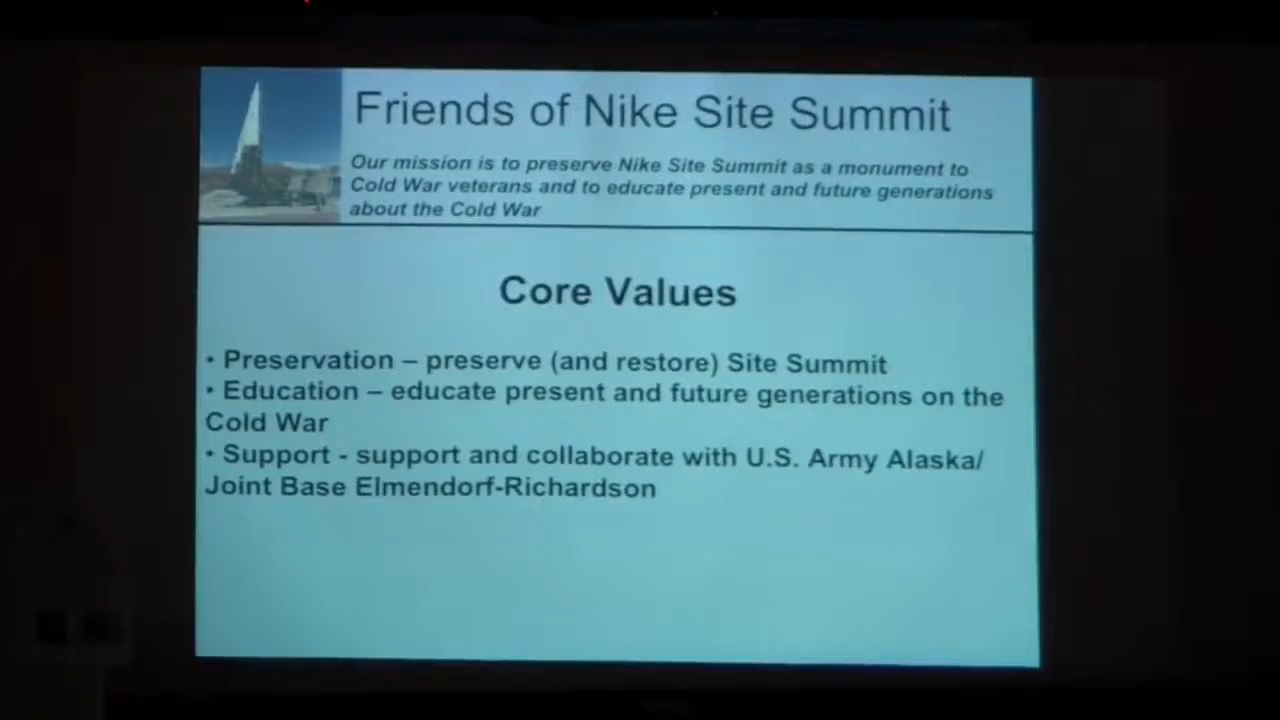 Friends of Nike Site Summit
Our mission is to preserve Nike Site Summit as a monument to
Cold War veterans and to educate present and future generations
about the Cold War
Core Values
• Preservation – preserve (and restore) Site Summit
• Education – educate present and future generations on the
Cold War
• Support - support and collaborate with U.S. Army Alaska/
Joint Base Elmendorf-Richardson